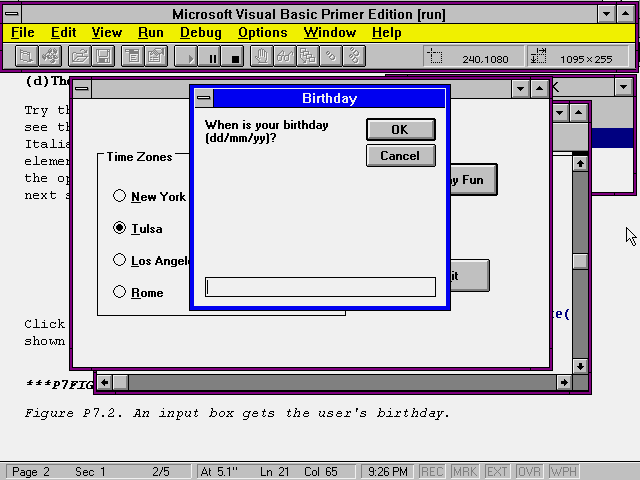 Microsoft Visual Basic Primer Edition [run]
File Edit View Run Debug Options Window Help
240,1080 1095×255
(d)The
Birthday
When is your birthday
(dd/mm/yy)?
OK
Cancel
Try th
see th
Italia
elemen
the op
next s
Time Zones
New York
Tulsa
Los Angel
Rome
y Fun
it
te(
Click
shown
***P7FIG
Figure P7.2. An input box gets the user's birthday.
Page 2 Sec 1 2/5 At 5.1" Ln 21 Col 65 9:26 PM REC MRK EXT OVR WPH